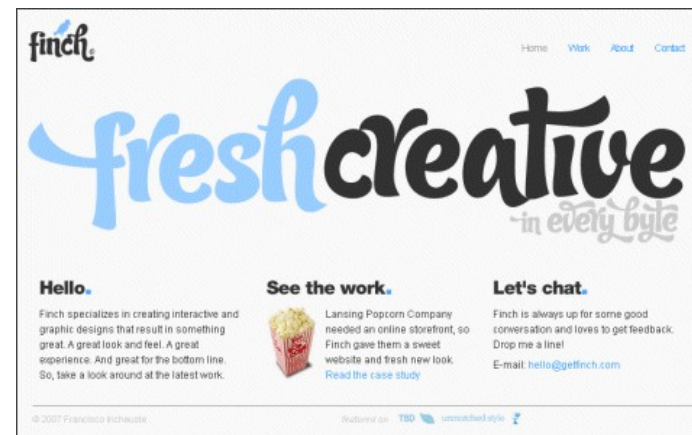 finch
Home Work About Contact
freshcreative
in every byte
Hello.
Finch specializes in creating interactive and
graphic designs that result in something
great. A great look and feel. A great
experience. And great for the bottom line.
So, take a look around at the latest work.
See the work.
Lansing Popcorn Company
needed an online storefront, so
Finch gave them a sweet
website and fresh new look.
Read the case study
Let's chat.
Finch is always up for some good
conversation and loves to get feedback.
Drop me a line!
E-mail: hello@getfinch.com
© 2007 Francisco Inchauste
featured on TBD unmatchedstyle